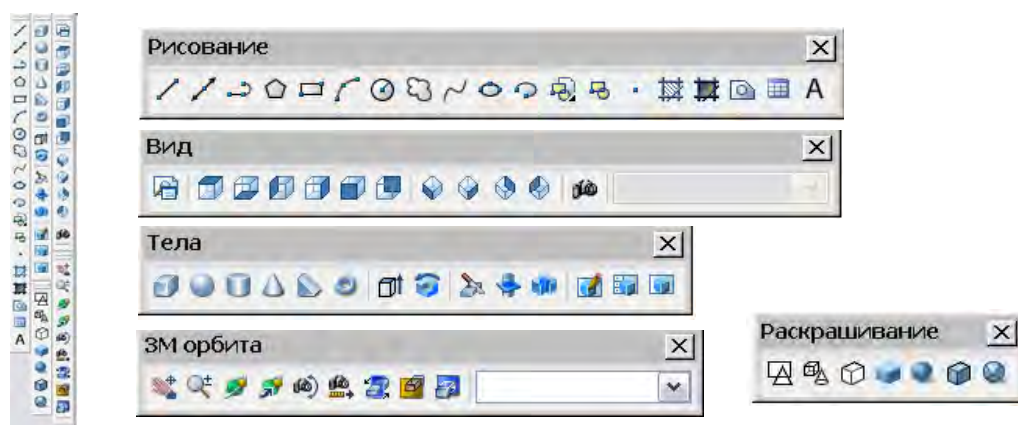 Рисование
A
Вид
Тела
3М орбита
Раскрашивание
A